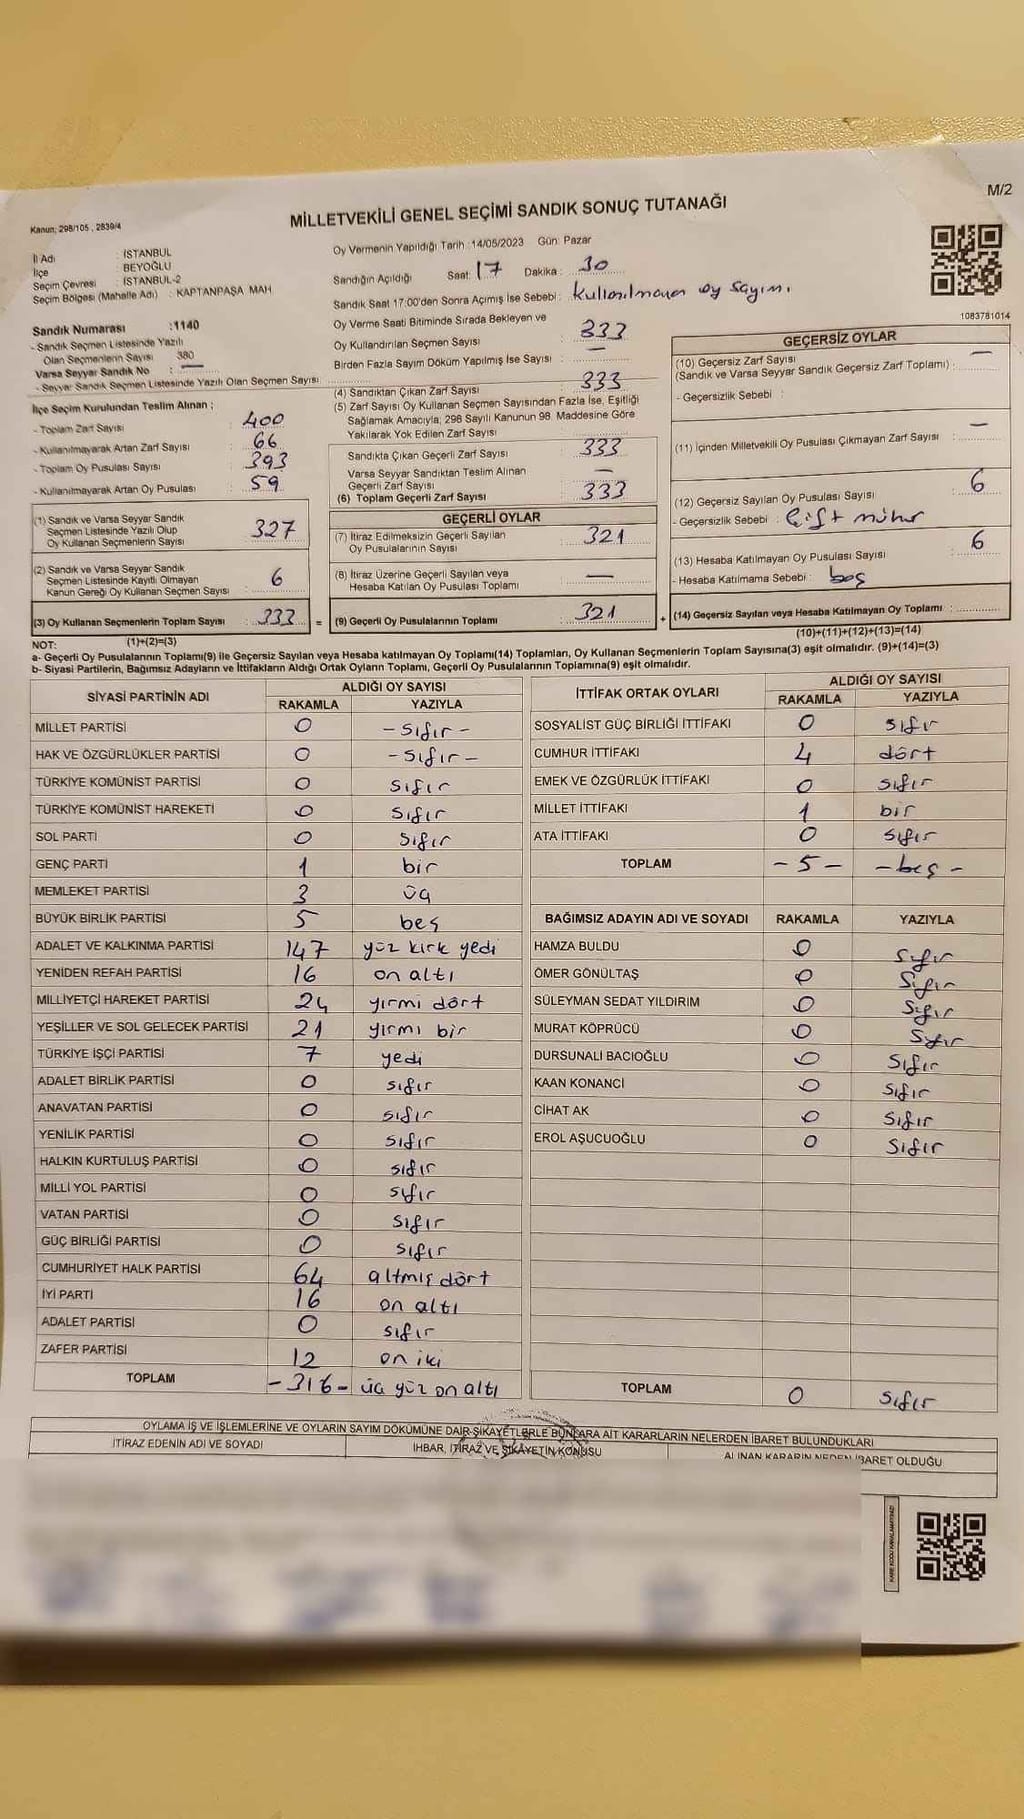 M/2
Kanun; 298/105 , 2839/4
MİLLETVEKİLİ GENEL SEÇİMİ SANDIK SONUÇ TUTANAĞI
İl Adı : İSTANBUL
İlçe : BEYOĞLU
Seçim Çevresi : İSTANBUL-2
Seçim Bölgesi (Mahalle Adı) : KAPTANPAŞA MAH
Oy Vermenin Yapıldığı Tarih :14/05/2023 Gün: Pazar
Sandığın Açıldığı Saat: 17 Dakika : 30
Sandık Saat 17:00'den Sonra Açımış İse Sebebi : kullanılmayan oy sayımı
1083781014
Sandık Numarası :1140
- Sandık Seçmen Listesinde Yazılı
Olan Seçmenlerin Sayısı 380
Varsa Seyyar Sandık No : —
- Seyyar Sandık Seçmen Listesinde Yazılı Olan Seçmen Sayısı
İlçe Seçim Kurulundan Teslim Alınan ;
- Toplam Zarf Sayısı : 400
- Kullanılmayarak Artan Zarf Sayısı : 66
- Toplam Oy Pusulası Sayısı : 393
- Kullanılmayarak Artan Oy Pusulası : 59
(1) Sandık ve Varsa Seyyar Sandık
Seçmen Listesinde Yazılı Olup
Oy Kullanan Seçmenlerin Sayısı 327
(2) Sandık ve Varsa Seyyar Sandık
Seçmen Listesinde Kayıtlı Olmayan
Kanun Gereği Oy Kullanan Seçmen Sayısı : 6
(3) Oy Kullanan Seçmenlerin Toplam Sayısı : 333 =
Oy Verme Saati Bitiminde Sırada Bekleyen ve
Oy Kullandırılan Seçmen Sayısı : 333
Birden Fazla Sayım Döküm Yapılmış İse Sayısı : —
(4) Sandıktan Çıkan Zarf Sayısı : 333
(5) Zarf Sayısı Oy Kullanan Seçmen Sayısından Fazla İse, Eşitliği
Sağlamak Amacıyla, 298 Sayılı Kanunun 98. Maddesine Göre
Yakılarak Yok Edilen Zarf Sayısı :
Sandıkta Çıkan Geçerli Zarf Sayısı : 333
Varsa Seyyar Sandıktan Teslim Alınan
Geçerli Zarf Sayısı : —
(6) Toplam Geçerli Zarf Sayısı : 333
GEÇERLİ OYLAR
(7) İtiraz Edilmeksizin Geçerli Sayılan
Oy Pusulalarının Sayısı : 321
(8) İtiraz Üzerine Geçerli Sayılan veya
Hesaba Katılan Oy Pusulası Toplamı : —
(9) Geçerli Oy Pusulalarının Toplamı : 321 +
GEÇERSİZ OYLAR
(10) Geçersiz Zarf Sayısı
(Sandık ve Varsa Seyyar Sandık Geçersiz Zarf Toplamı) : —
- Geçersizlik Sebebi :
(11) İçinden Milletvekili Oy Pusulası Çıkmayan Zarf Sayısı : —
(12) Geçersiz Sayılan Oy Pusulası Sayısı : 6
- Geçersizlik Sebebi : Çift mühür
(13) Hesaba Katılmayan Oy Pusulası Sayısı : 6
- Hesaba Katılmama Sebebi : boş
(14) Geçersiz Sayılan veya Hesaba Katılmayan Oy Toplamı :
(10)+(11)+(12)+(13)=(14)
NOT: (1)+(2)=(3)
a- Geçerli Oy Pusulalarının Toplamı(9) ile Geçersiz Sayılan veya Hesaba katılmayan Oy Toplamı(14) Toplamları, Oy Kullanan Seçmenlerin Toplam Sayısına(3) eşit olmalıdır. (9)+(14)=(3)
b- Siyasi Partilerin, Bağımsız Adayların ve İttifakların Aldığı Ortak Oyların Toplamı, Geçerli Oy Pusulalarının Toplamına(9) eşit olmalıdır.
SİYASİ PARTİNİN ADI ALDIĞI OY SAYISI
RAKAMLA YAZIYLA
MİLLET PARTİSİ 0 -sıfır-
HAK VE ÖZGÜRLÜKLER PARTİSİ 0 -sıfır-
TÜRKİYE KOMÜNİST PARTİSİ 0 sıfır
TÜRKİYE KOMÜNİST HAREKETİ 0 sıfır
SOL PARTİ 0 sıfır
GENÇ PARTİ 1 bir
MEMLEKET PARTİSİ 3 üç
BÜYÜK BİRLİK PARTİSİ 5 beş
ADALET VE KALKINMA PARTİSİ 147 yüz kırk yedi
YENİDEN REFAH PARTİSİ 16 on altı
MİLLİYETÇİ HAREKET PARTİSİ 24 yirmi dört
YEŞİLLER VE SOL GELECEK PARTİSİ 21 yirmi bir
TÜRKİYE İŞÇİ PARTİSİ 7 yedi
ADALET BİRLİK PARTİSİ 0 sıfır
ANAVATAN PARTİSİ 0 sıfır
YENİLİK PARTİSİ 0 sıfır
HALKIN KURTULUŞ PARTİSİ 0 sıfır
MİLLİ YOL PARTİSİ 0 sıfır
VATAN PARTİSİ 0 sıfır
GÜÇ BİRLİĞİ PARTİSİ 0 sıfır
CUMHURİYET HALK PARTİSİ 64 altmış dört
İYİ PARTİ 16 on altı
ADALET PARTİSİ 0 sıfır
ZAFER PARTİSİ 12 on iki
TOPLAM -316- üç yüz on altı
İTTİFAK ORTAK OYLARI ALDIĞI OY SAYISI
RAKAMLA YAZIYLA
SOSYALİST GÜÇ BİRLİĞİ İTTİFAKI 0 sıfır
CUMHUR İTTİFAKI 4 dört
EMEK VE ÖZGÜRLÜK İTTİFAKI 0 sıfır
MİLLET İTTİFAKI 1 bir
ATA İTTİFAKI 0 sıfır
TOPLAM -5- -beş-
BAĞIMSIZ ADAYIN ADI VE SOYADI RAKAMLA YAZIYLA
HAMZA BULDU 0 sıfır
ÖMER GÖNÜLTAŞ 0 sıfır
SÜLEYMAN SEDAT YILDIRIM 0 sıfır
MURAT KÖPRÜCÜ 0 sıfır
DURSUNALİ BACIOĞLU 0 sıfır
KAAN KONANCİ 0 sıfır
CİHAT AK 0 sıfır
EROL AŞUCUOĞLU 0 sıfır
TOPLAM 0 sıfır
OYLAMA İŞ VE İŞLEMLERİNE VE OYLARIN SAYIM DÖKÜMÜNE DAİR ŞİKAYETLERLE BUNLARA AİT KARARLARIN NELERDEN İBARET BULUNDUKLARI
İTİRAZ EDENİN ADI VE SOYADI İHBAR, İTİRAZ VE ŞİKAYETİN KONUSU ALINAN KARARIN NEDEN İBARET OLDUĞU